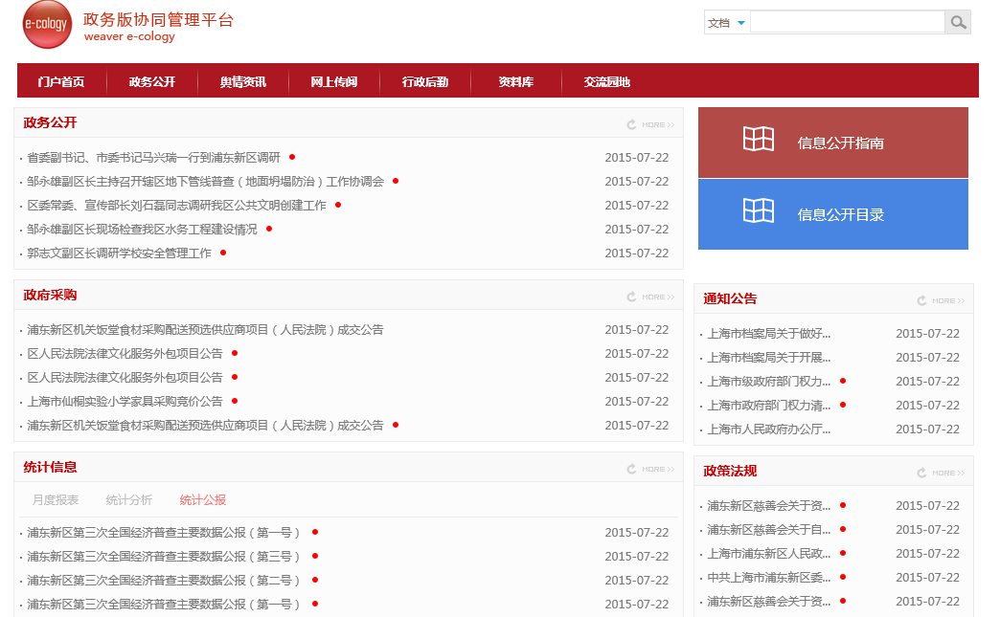 e-cology
政务版协同管理平台
weaver e-cology
文档
门户首页 政务公开 舆情资讯 网上传阅 行政后勤 资料库 交流园地
政务公开 MORE >>
· 省委副书记、市委书记马兴瑞一行到浦东新区调研 2015-07-22
· 邹永雄副区长主持召开辖区地下管线普查（地面坍塌防治）工作协调会 2015-07-22
· 区委常委、宣传部长刘石磊同志调研我区公共文明创建工作 2015-07-22
· 邹永雄副区长现场检查我区水务工程建设情况 2015-07-22
· 郭志文副区长调研学校安全管理工作 2015-07-22
信息公开指南
信息公开目录
政府采购 MORE >>
· 浦东新区机关饭堂食材采购配送预选供应商项目（人民法院）成交公告 2015-07-22
· 区人民法院法律文化服务外包项目公告 2015-07-22
· 区人民法院法律文化服务外包项目公告 2015-07-22
· 上海市仙桐实验小学家具采购竞价公告 2015-07-22
· 浦东新区机关饭堂食材采购配送预选供应商项目（人民法院）成交公告 2015-07-22
通知公告 MORE >>
· 上海市档案局关于做好... 2015-07-22
· 上海市档案局关于开展... 2015-07-22
· 上海市级政府部门权力... 2015-07-22
· 上海市政府部门权力清... 2015-07-22
· 上海市人民政府办公厅... 2015-07-22
统计信息 MORE >>
月度报表 统计分析 统计公报
· 浦东新区第三次全国经济普查主要数据公报（第一号） 2015-07-22
· 浦东新区第三次全国经济普查主要数据公报（第三号） 2015-07-22
· 浦东新区第三次全国经济普查主要数据公报（第二号） 2015-07-22
· 浦东新区第三次全国经济普查主要数据公报（第一号） 2015-07-22
政策法规 MORE >>
· 浦东新区慈善会关于资... 2015-07-22
· 浦东新区慈善会关于自... 2015-07-22
· 上海市浦东新区人民政... 2015-07-22
· 中共上海市浦东新区委... 2015-07-22
· 浦东新区慈善会关于资... 2015-07-22